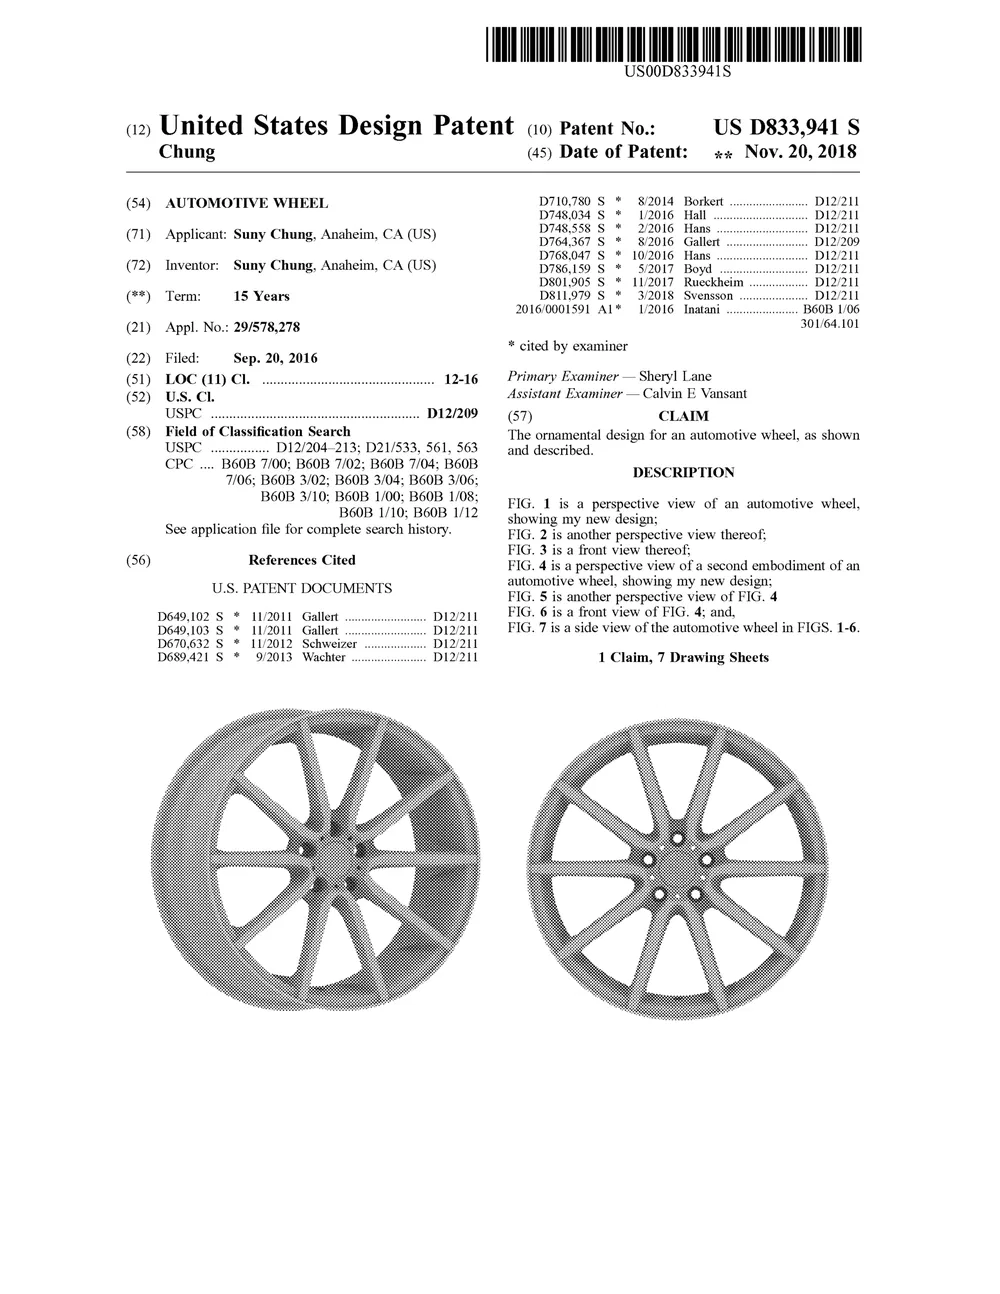 US00D833941S
(12) United States Design Patent
Chung
(10) Patent No.: US D833,941 S
(45) Date of Patent: ** Nov. 20, 2018
(54) AUTOMOTIVE WHEEL
(71) Applicant: Suny Chung, Anaheim, CA (US)
(72) Inventor: Suny Chung, Anaheim, CA (US)
(**) Term: 15 Years
(21) Appl. No.: 29/578,278
(22) Filed: Sep. 20, 2016
(51) LOC (11) Cl. ............................................... 12-16
(52) U.S. Cl.
USPC ......................................................... D12/209
(58) Field of Classification Search
USPC ................ D12/204–213; D21/533, 561, 563
CPC .... B60B 7/00; B60B 7/02; B60B 7/04; B60B
7/06; B60B 3/02; B60B 3/04; B60B 3/06;
B60B 3/10; B60B 1/00; B60B 1/08;
B60B 1/10; B60B 1/12
See application file for complete search history.
(56) References Cited
U.S. PATENT DOCUMENTS
D649,102 S * 11/2011 Gallert ......................... D12/211
D649,103 S * 11/2011 Gallert ......................... D12/211
D670,632 S * 11/2012 Schweizer ................... D12/211
D689,421 S * 9/2013 Wachter ....................... D12/211
D710,780 S * 8/2014 Borkert ........................ D12/211
D748,034 S * 1/2016 Hall ............................. D12/211
D748,558 S * 2/2016 Hans ............................ D12/211
D764,367 S * 8/2016 Gallert ......................... D12/209
D768,047 S * 10/2016 Hans ............................ D12/211
D786,159 S * 5/2017 Boyd ........................... D12/211
D801,905 S * 11/2017 Rueckheim .................. D12/211
D811,979 S * 3/2018 Svensson ..................... D12/211
2016/0001591 A1* 1/2016 Inatani ...................... B60B 1/06
301/64.101
* cited by examiner
Primary Examiner — Sheryl Lane
Assistant Examiner — Calvin E Vansant
(57) CLAIM
The ornamental design for an automotive wheel, as shown
and described.
DESCRIPTION
FIG. 1 is a perspective view of an automotive wheel,
showing my new design;
FIG. 2 is another perspective view thereof;
FIG. 3 is a front view thereof;
FIG. 4 is a perspective view of a second embodiment of an
automotive wheel, showing my new design;
FIG. 5 is another perspective view of FIG. 4
FIG. 6 is a front view of FIG. 4; and,
FIG. 7 is a side view of the automotive wheel in FIGS. 1-6.
1 Claim, 7 Drawing Sheets